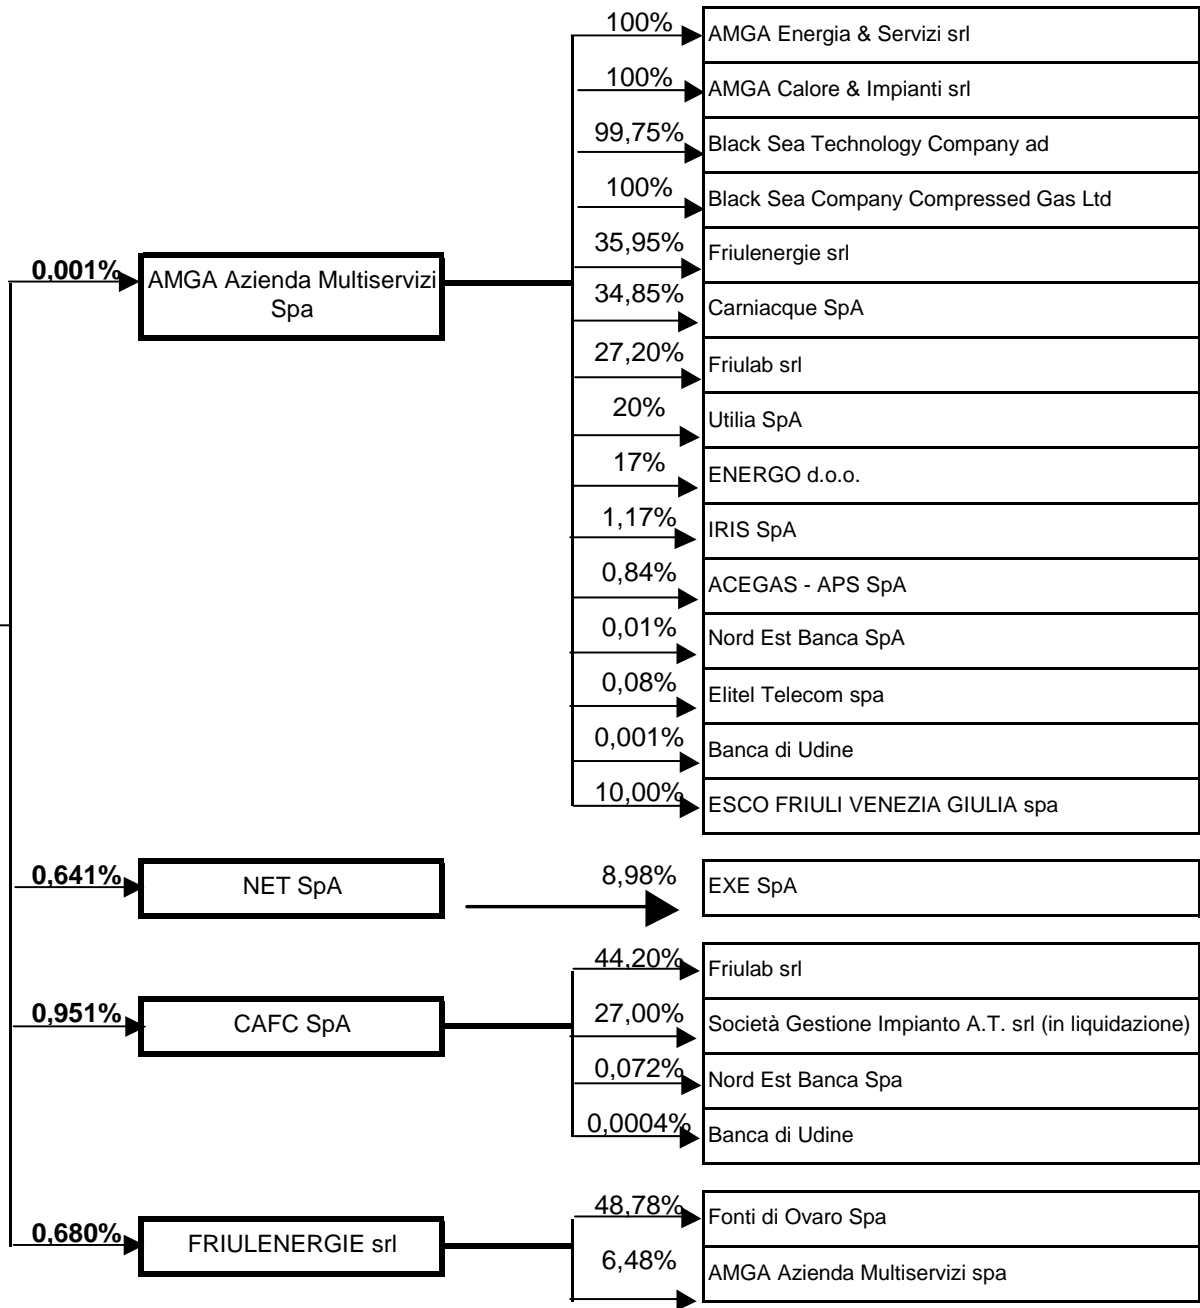 100% AMGA Energia & Servizi srl
100% AMGA Calore & Impianti srl
99,75% Black Sea Technology Company ad
100% Black Sea Company Compressed Gas Ltd
0,001% AMGA Azienda Multiservizi
Spa
35,95% Friulenergie srl
34,85% Carniacque SpA
27,20% Friulab srl
20% Utilia SpA
17% ENERGO d.o.o.
1,17% IRIS SpA
0,84% ACEGAS - APS SpA
0,01% Nord Est Banca SpA
0,08% Elitel Telecom spa
0,001% Banca di Udine
10,00% ESCO FRIULI VENEZIA GIULIA spa
0,641% NET SpA 8,98% EXE SpA
0,951% CAFC SpA
44,20% Friulab srl
27,00% Società Gestione Impianto A.T. srl (in liquidazione)
0,072% Nord Est Banca Spa
0,0004% Banca di Udine
0,680% FRIULENERGIE srl
48,78% Fonti di Ovaro Spa
6,48% AMGA Azienda Multiservizi spa